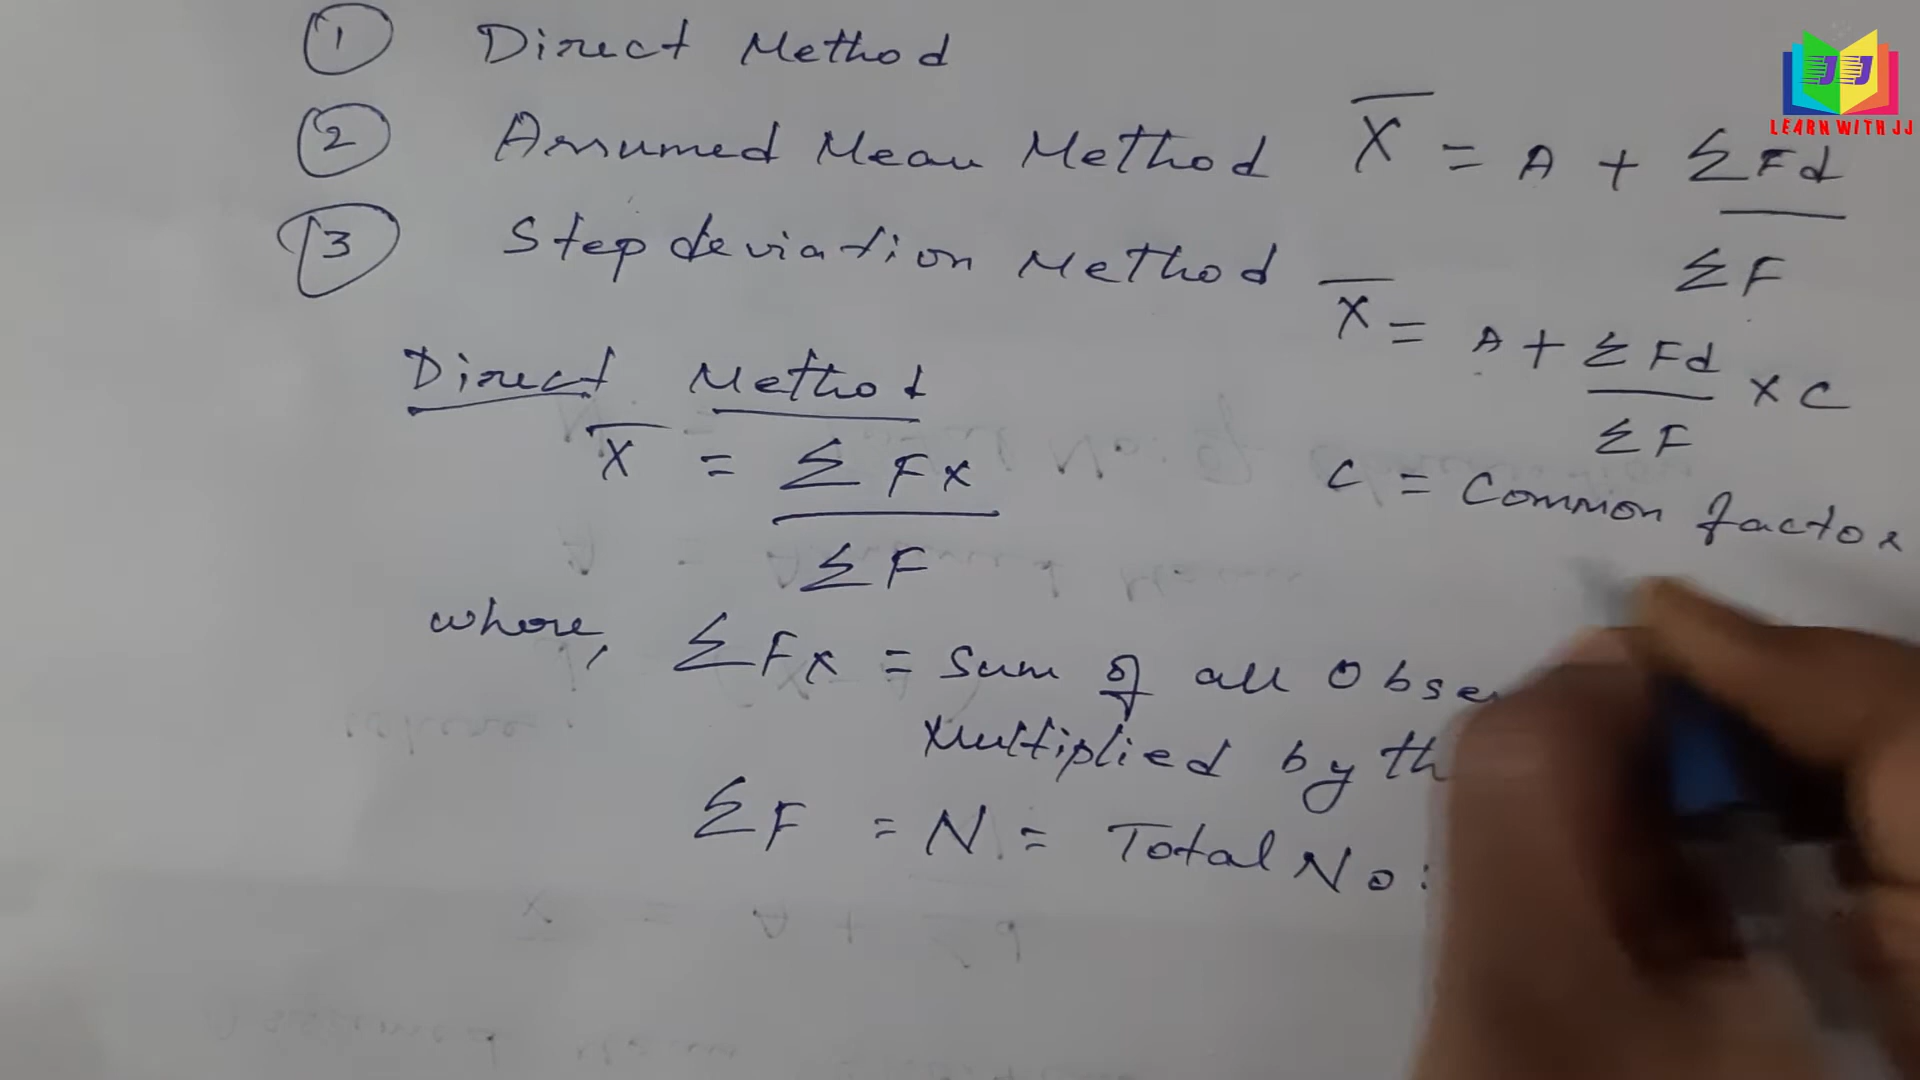 ① Direct Method
② Assumed Mean Method X̅ = A + ΣFd / ΣF
③ Step deviation Method X̅ = A + ΣFd / ΣF × C
C = Common factor
Direct Method
X̅ = ΣFx / ΣF
where, ΣFx = Sum of all Obse
multiplied by th
ΣF = N = Total No:
JJ
LEARN WITH JJ